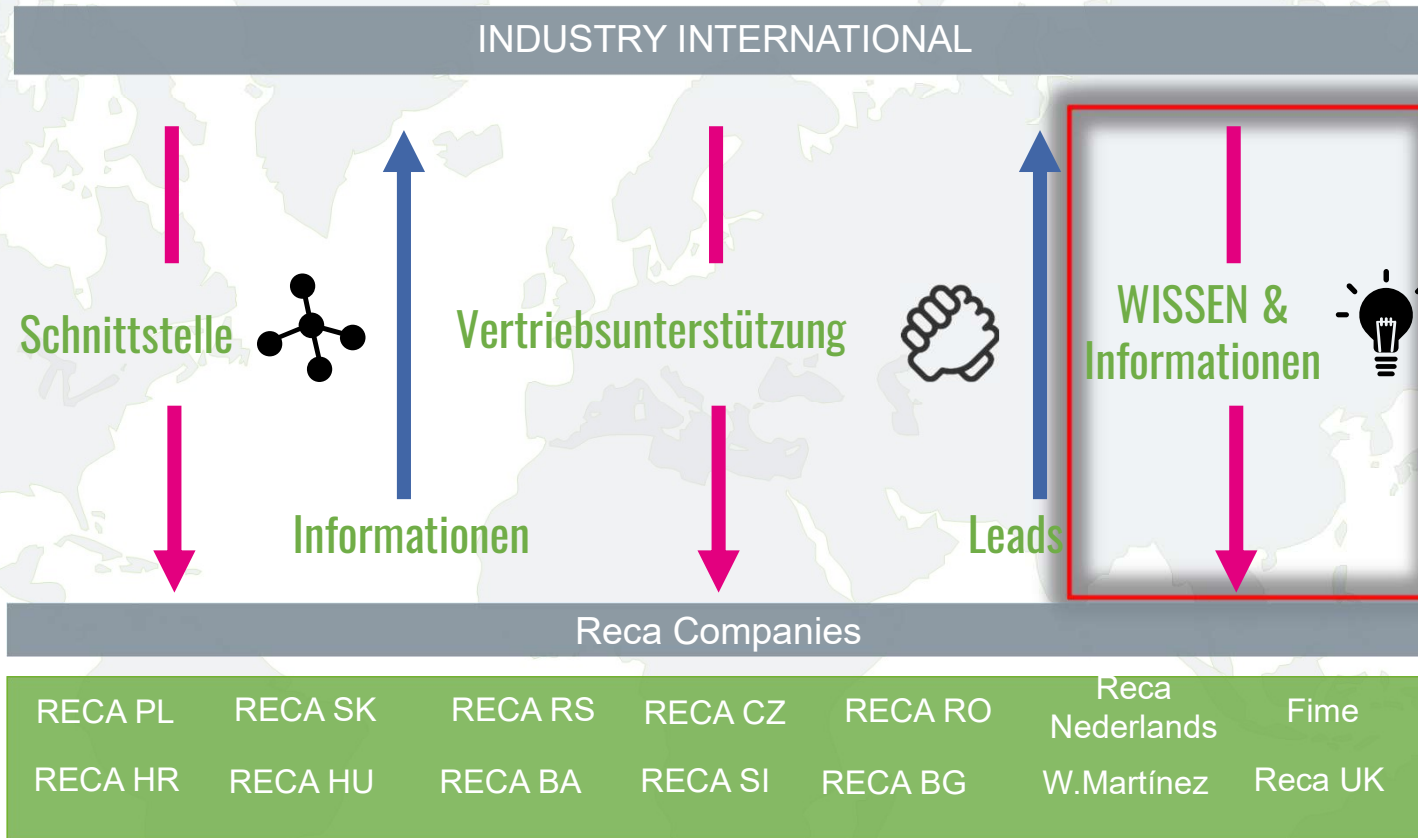 INDUSTRY INTERNATIONAL
Schnittstelle
Vertriebsunterstützung
WISSEN &
Informationen
Informationen
Leads
Reca Companies
RECA PL
RECA SK
RECA RS
RECA CZ
RECA RO
Reca
Nederlands
Fime
RECA HR
RECA HU
RECA BA
RECA SI
RECA BG
W.Martínez
Reca UK